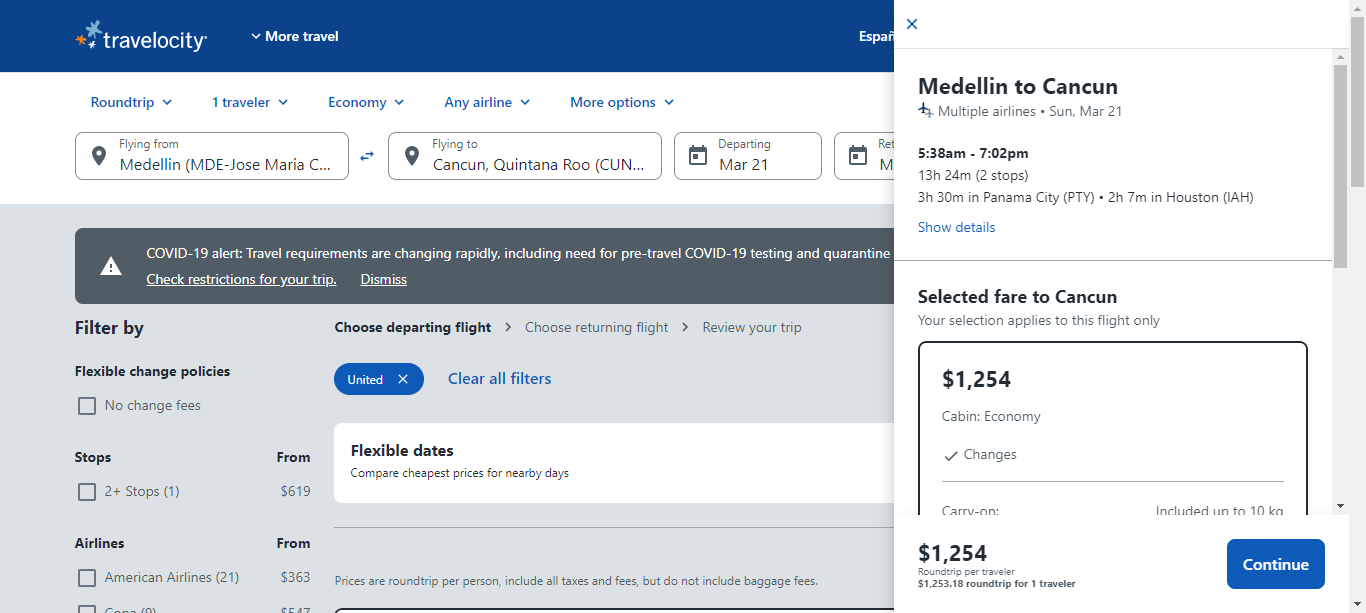 travelocity
More travel
Españ
Roundtrip
1 traveler
Economy
Any airline
More options
Flying from
Medellin (MDE-Jose Maria C...
Flying to
Cancun, Quintana Roo (CUN...
Departing
Mar 21
Ret
M
COVID-19 alert: Travel requirements are changing rapidly, including need for pre-travel COVID-19 testing and quarantine
Check restrictions for your trip.
Dismiss
Filter by
Flexible change policies
No change fees
Stops From
2+ Stops (1) $619
Airlines From
American Airlines (21) $363
Copa (9) $547
Choose departing flight > Choose returning flight > Review your trip
United
Clear all filters
Flexible dates
Compare cheapest prices for nearby days
Prices are roundtrip per person, include all taxes and fees, but do not include baggage fees.
Medellin to Cancun
Multiple airlines • Sun, Mar 21
5:38am - 7:02pm
13h 24m (2 stops)
3h 30m in Panama City (PTY) • 2h 7m in Houston (IAH)
Show details
Selected fare to Cancun
Your selection applies to this flight only
$1,254
Cabin: Economy
Changes
Carry-on: Included up to 10 kg
$1,254
Roundtrip per traveler
$1,253.18 roundtrip for 1 traveler
Continue